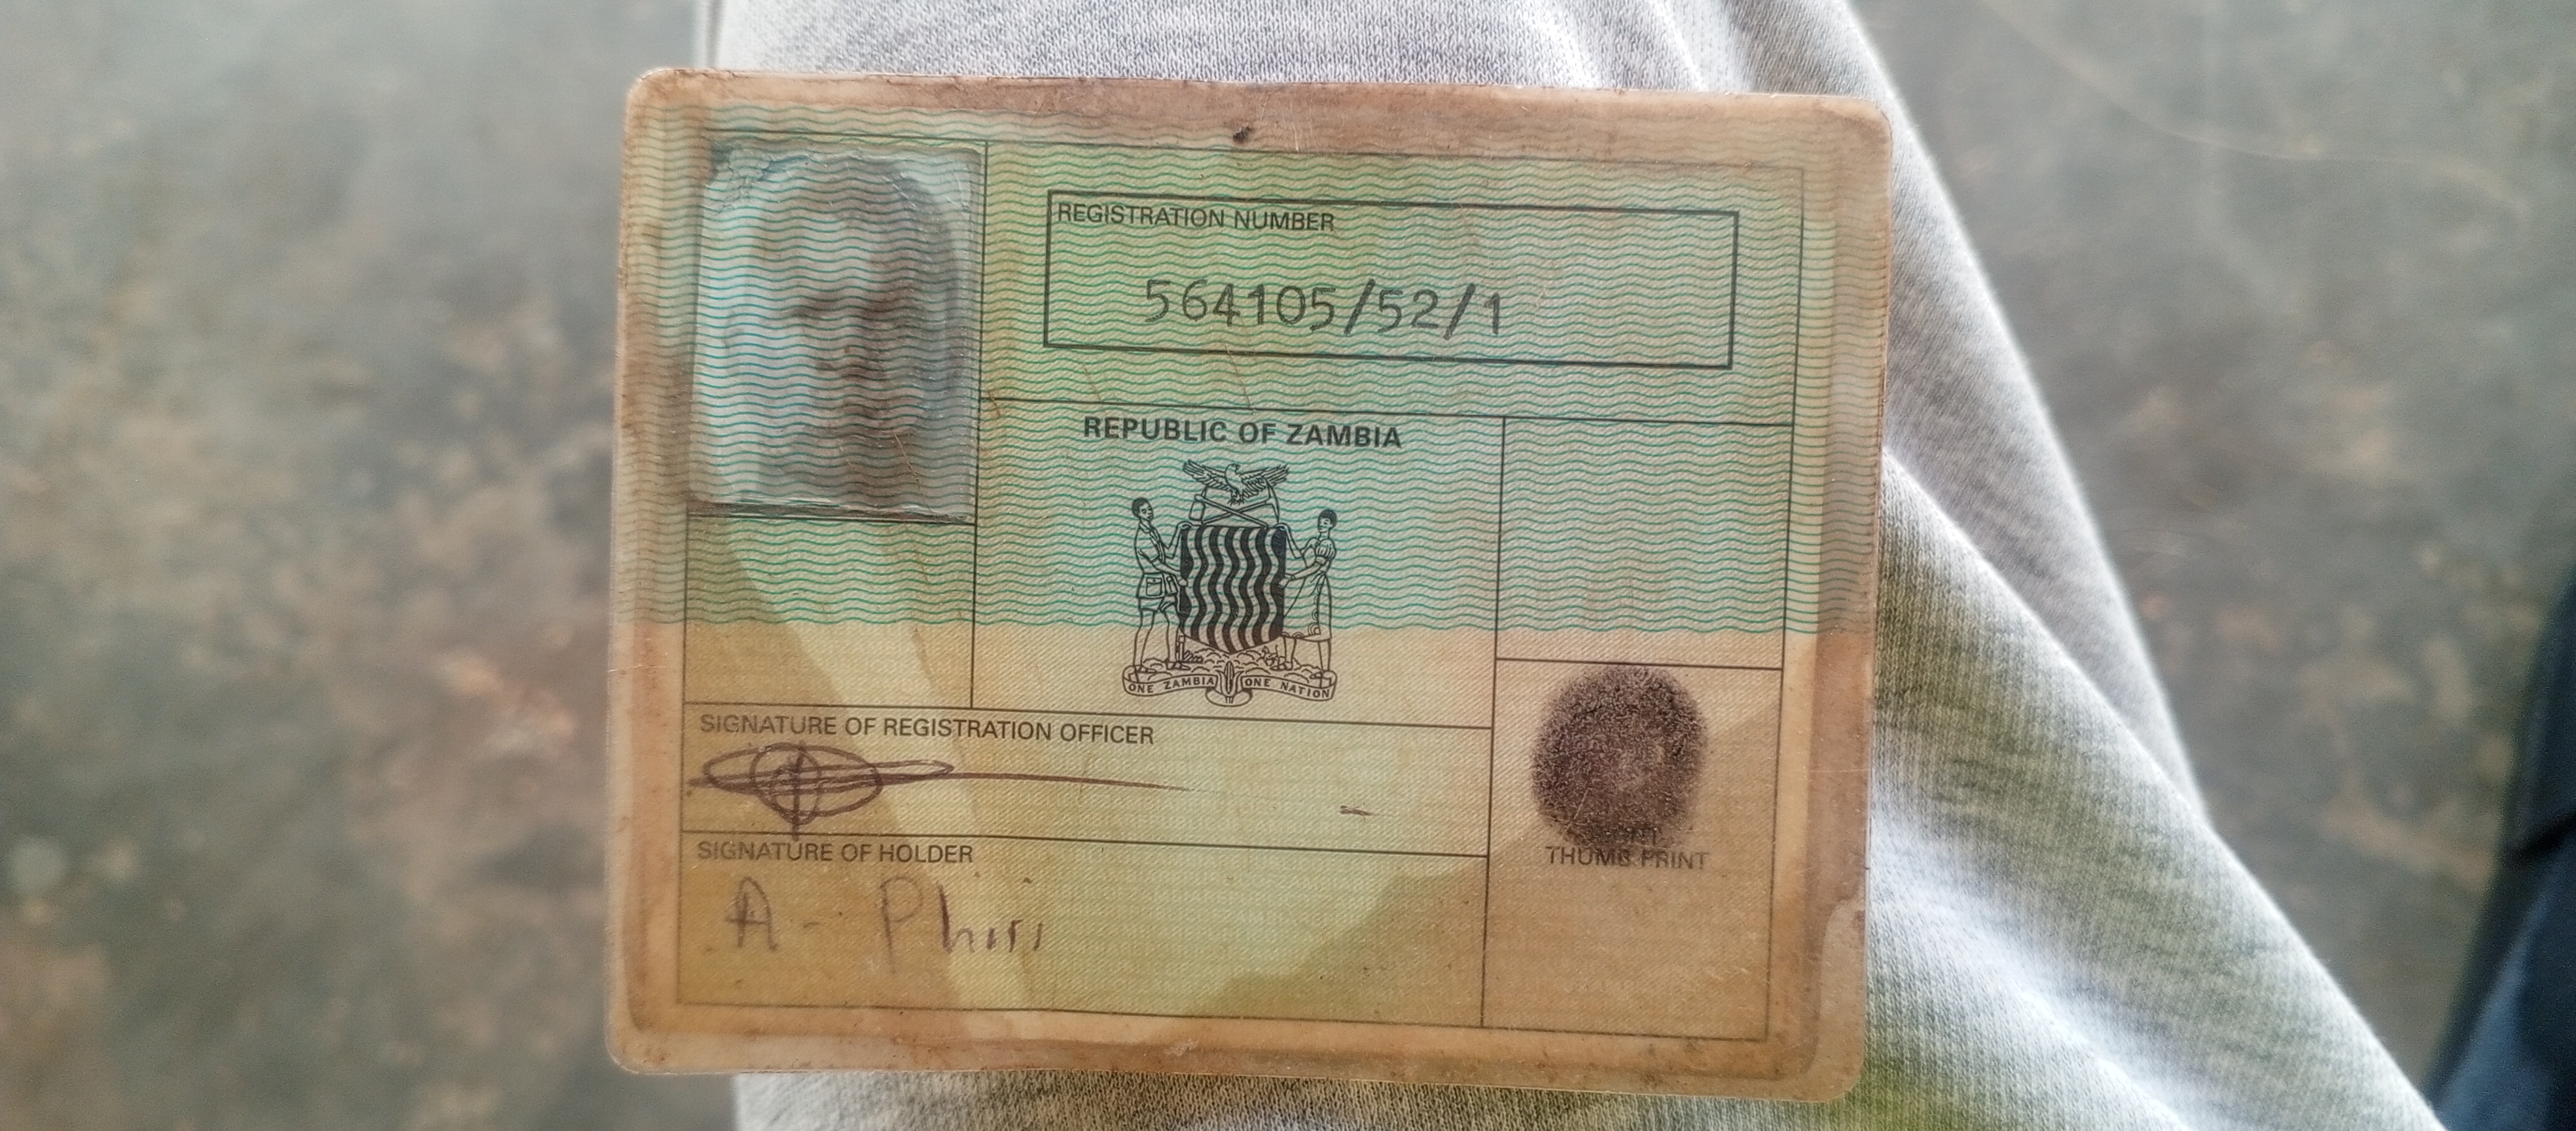 REGISTRATION NUMBER
564105/52/1
REPUBLIC OF ZAMBIA
ONE ZAMBIA ONE NATION
SIGNATURE OF REGISTRATION OFFICER
SIGNATURE OF HOLDER
A- Phiri
THUMB PRINT